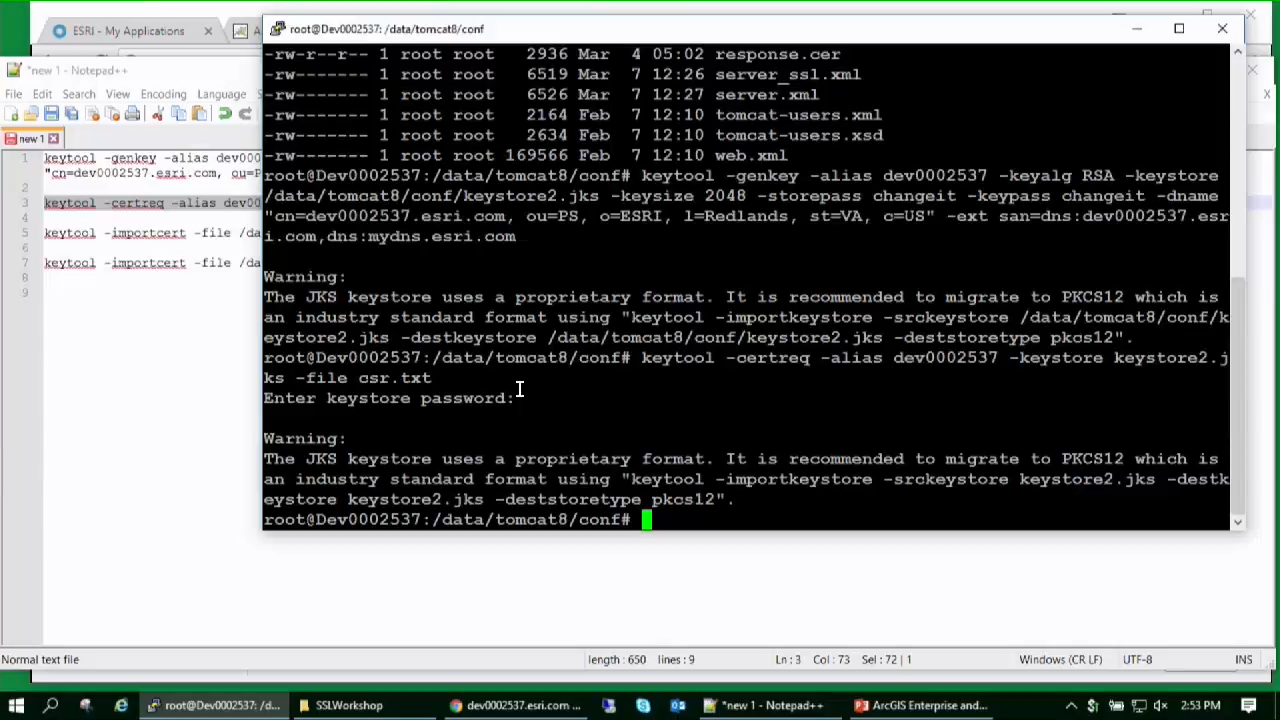 ESRI - My Applications
root@Dev0002537: /data/tomcat8/conf
*new 1 - Notepad++
File Edit Search View Encoding Language
new 1
1 keytool -genkey -alias dev000
"cn=dev0002537.esri.com, ou=P
2
3 keytool -certreq -alias dev00
4
5 keytool -importcert -file /da
6
7 keytool -importcert -file /da
8
9
-rw-r--r-- 1 root root 2936 Mar 4 05:02 response.cer
-rw------- 1 root root 6519 Mar 7 12:26 server_ssl.xml
-rw------- 1 root root 6526 Mar 7 12:27 server.xml
-rw------- 1 root root 2164 Feb 7 12:10 tomcat-users.xml
-rw------- 1 root root 2634 Feb 7 12:10 tomcat-users.xsd
-rw------- 1 root root 169566 Feb 7 12:10 web.xml
root@Dev0002537:/data/tomcat8/conf# keytool -genkey -alias dev0002537 -keyalg RSA -keystore
/data/tomcat8/conf/keystore2.jks -keysize 2048 -storepass changeit -keypass changeit -dname
"cn=dev0002537.esri.com, ou=PS, o=ESRI, l=Redlands, st=VA, c=US" -ext san=dns:dev0002537.esr
i.com,dns:mydns.esri.com
Warning:
The JKS keystore uses a proprietary format. It is recommended to migrate to PKCS12 which is
an industry standard format using "keytool -importkeystore -srckeystore /data/tomcat8/conf/k
eystore2.jks -destkeystore /data/tomcat8/conf/keystore2.jks -deststoretype pkcs12".
root@Dev0002537:/data/tomcat8/conf# keytool -certreq -alias dev0002537 -keystore keystore2.j
ks -file csr.txt
Enter keystore password:
Warning:
The JKS keystore uses a proprietary format. It is recommended to migrate to PKCS12 which is
an industry standard format using "keytool -importkeystore -srckeystore keystore2.jks -destk
eystore keystore2.jks -deststoretype pkcs12".
root@Dev0002537:/data/tomcat8/conf#
Normal text file length : 650 lines : 9 Ln : 3 Col : 73 Sel : 72 | 1 Windows (CR LF) UTF-8 INS
root@Dev0002537: /d... SSLWorkshop dev0002537.esri.com ... *new 1 - Notepad++ ArcGIS Enterprise and... 2:53 PM